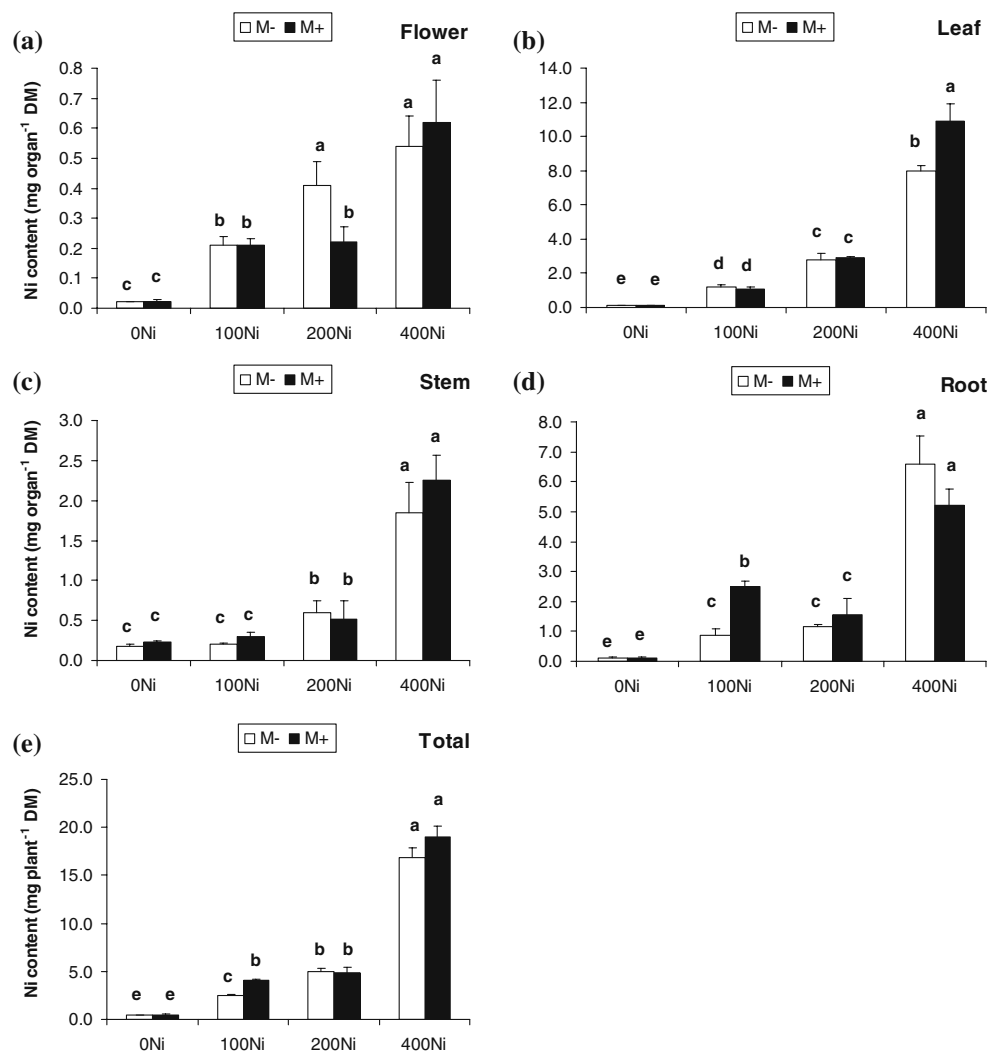 (a)
M- M+
Flower
Ni content (mg organ⁻¹ DM)
0.8
0.7
0.6
0.5
0.4
0.3
0.2
0.1
0.0
c c b b a b a a
0Ni 100Ni 200Ni 400Ni
(b)
M- M+
Leaf
14.0
12.0
10.0
8.0
6.0
4.0
2.0
0.0
e e d d c c b a
0Ni 100Ni 200Ni 400Ni
(c)
M- M+
Stem
Ni content (mg organ⁻¹ DM)
3.0
2.5
2.0
1.5
1.0
0.5
0.0
c c c c b b a a
0Ni 100Ni 200Ni 400Ni
(d)
M- M+
Root
8.0
7.0
6.0
5.0
4.0
3.0
2.0
1.0
0.0
e e c b c c a a
0Ni 100Ni 200Ni 400Ni
(e)
M- M+
Total
Ni content (mg plant⁻¹ DM)
25.0
20.0
15.0
10.0
5.0
0.0
e e c b b b a a
0Ni 100Ni 200Ni 400Ni